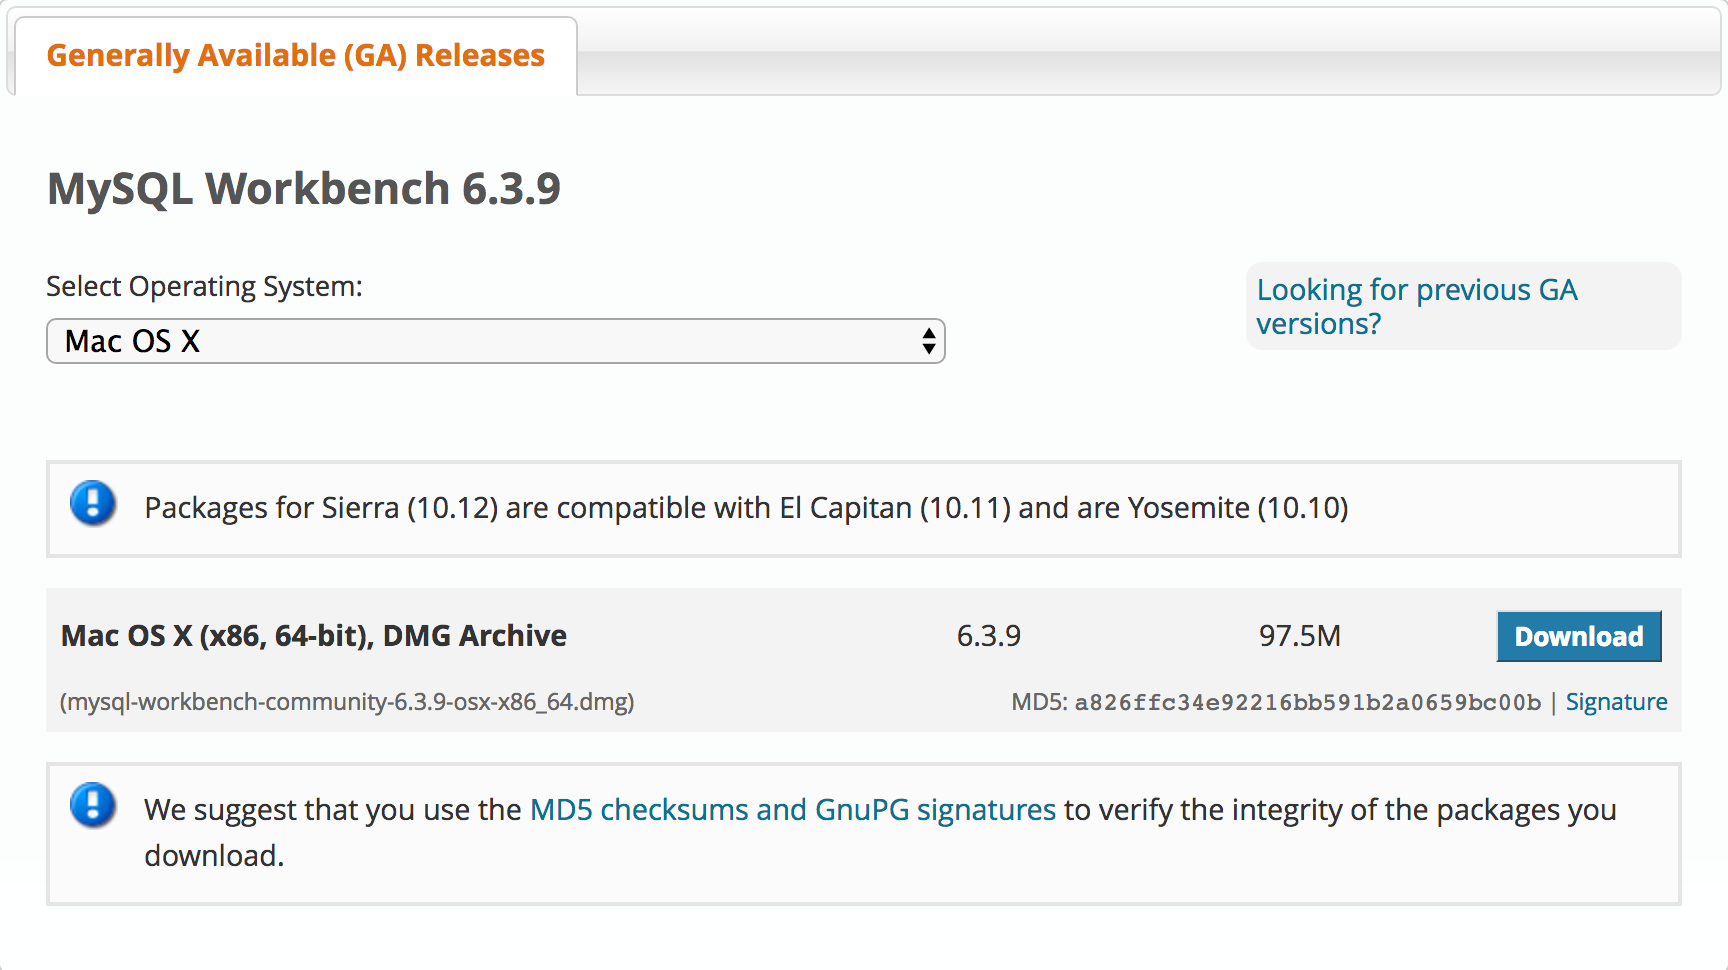 Generally Available (GA) Releases
MySQL Workbench 6.3.9
Select Operating System:
Mac OS X
Looking for previous GA
versions?
Packages for Sierra (10.12) are compatible with El Capitan (10.11) and are Yosemite (10.10)
Mac OS X (x86, 64-bit), DMG Archive 6.3.9 97.5M Download
(mysql-workbench-community-6.3.9-osx-x86_64.dmg) MD5: a826ffc34e92216bb591b2a0659bc00b | Signature
We suggest that you use the MD5 checksums and GnuPG signatures to verify the integrity of the packages you
download.